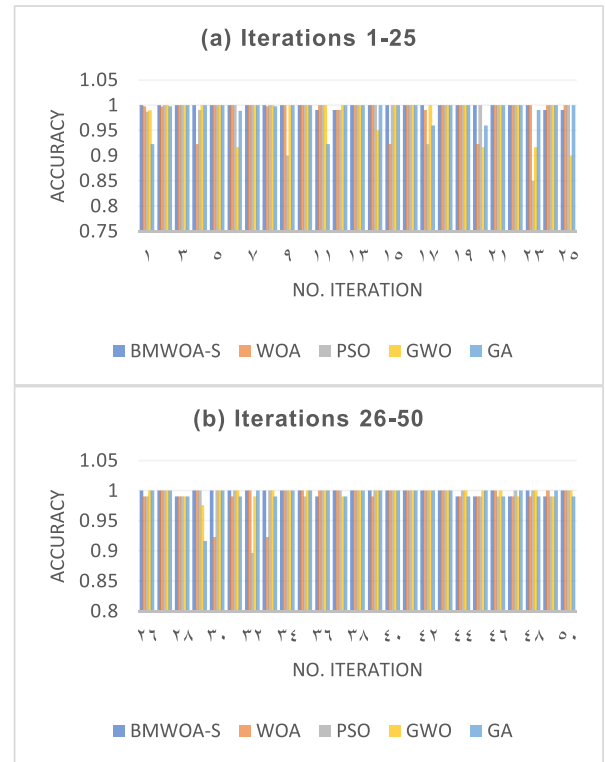 (a) Iterations 1-25
1.05
1
0.95
0.9
0.85
0.8
0.75
ACCURACY
١ ٣ ٥ ٧ ٩ ١١ ١٣ ١٥ ١٧ ١٩ ٢١ ٢٣ ٢٥
NO. ITERATION
BMWOA-S WOA PSO GWO GA
(b) Iterations 26-50
1.05
1
0.95
0.9
0.85
0.8
ACCURACY
٢٦ ٢٨ ٣٠ ٣٢ ٣٤ ٣٦ ٣٨ ٤٠ ٤٢ ٤٤ ٤٦ ٤٨ ٥٠
NO. ITERATION
BMWOA-S WOA PSO GWO GA